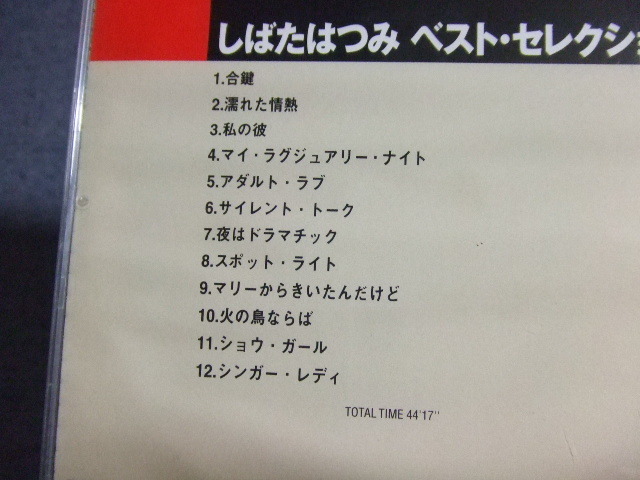 しばたはつみ ベスト・セレクショ
1.合鍵
2.濡れた情熱
3.私の彼
4.マイ・ラグジュアリー・ナイト
5.アダルト・ラブ
6.サイレント・トーク
7.夜はドラマチック
8.スポット・ライト
9.マリーからきいたんだけど
10.火の鳥ならば
11.ショウ・ガール
12.シンガー・レディ
TOTAL TIME 44'17"